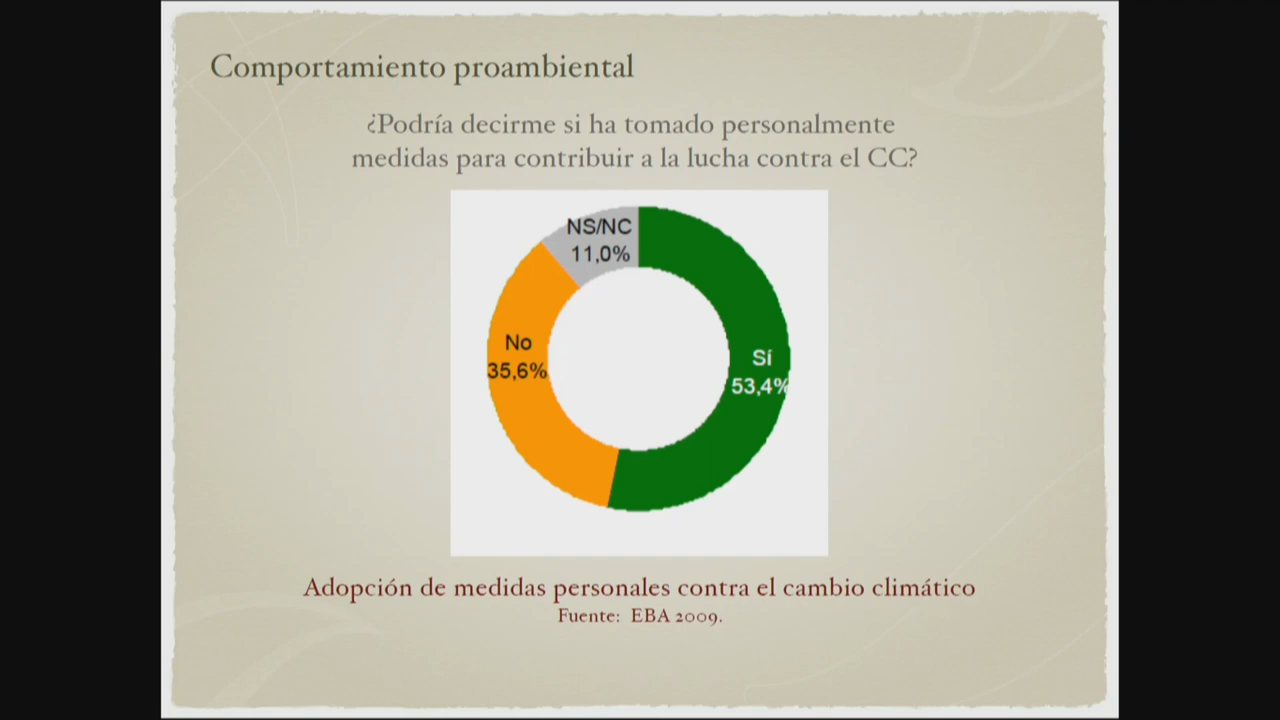 Comportamiento proambiental
¿Podría decirme si ha tomado personalmente
medidas para contribuir a la lucha contra el CC?
NS/NC
11,0%
No
35,6%
Sí
53,4%
Adopción de medidas personales contra el cambio climático
Fuente: EBA 2009.